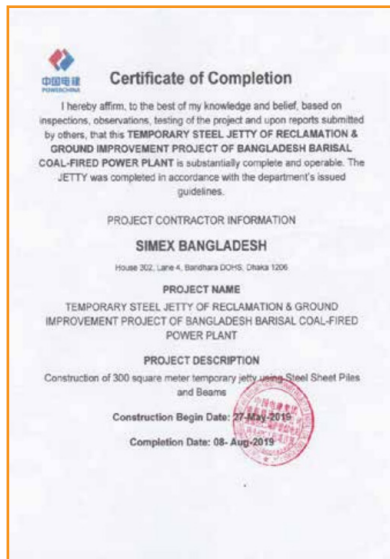 中国电建
POWERCHINA
Certificate of Completion
I hereby affirm, to the best of my knowledge and belief, based on
inspections, observations, testing of the project and upon reports submitted
by others, that this TEMPORARY STEEL JETTY OF RECLAMATION &
GROUND IMPROVEMENT PROJECT OF BANGLADESH BARISAL
COAL-FIRED POWER PLANT is substantially complete and operable. The
JETTY was completed in accordance with the department's issued
guidelines.
PROJECT CONTRACTOR INFORMATION
SIMEX BANGLADESH
House 302, Lane 4, Baridhara DOHS, Dhaka 1206
PROJECT NAME
TEMPORARY STEEL JETTY OF RECLAMATION & GROUND
IMPROVEMENT PROJECT OF BANGLADESH BARISAL COAL-FIRED
POWER PLANT
PROJECT DESCRIPTION
Construction of 300 square meter temporary jetty using Steel Sheet Piles
and Beams
Construction Begin Date: 27-May-2019
Completion Date: 08- Aug-2019